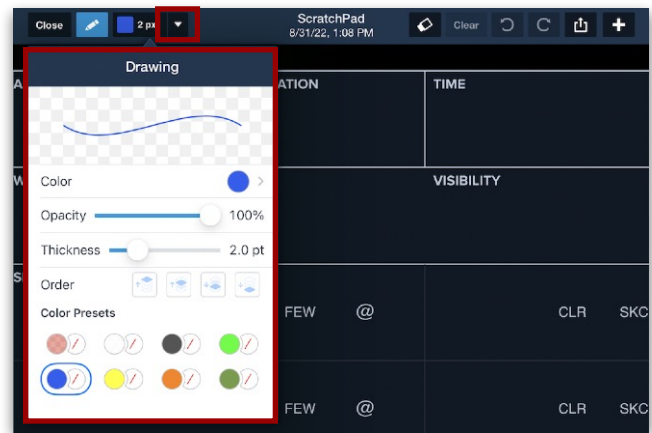 Close 2 px ScratchPad Clear
8/31/22, 1:08 PM
Drawing
A ATION TIME
Color
W VISIBILITY
Opacity 100%
Thickness 2.0 pt
S
Order
Color Presets
FEW @ CLR SKC
FEW @ CLR SKC